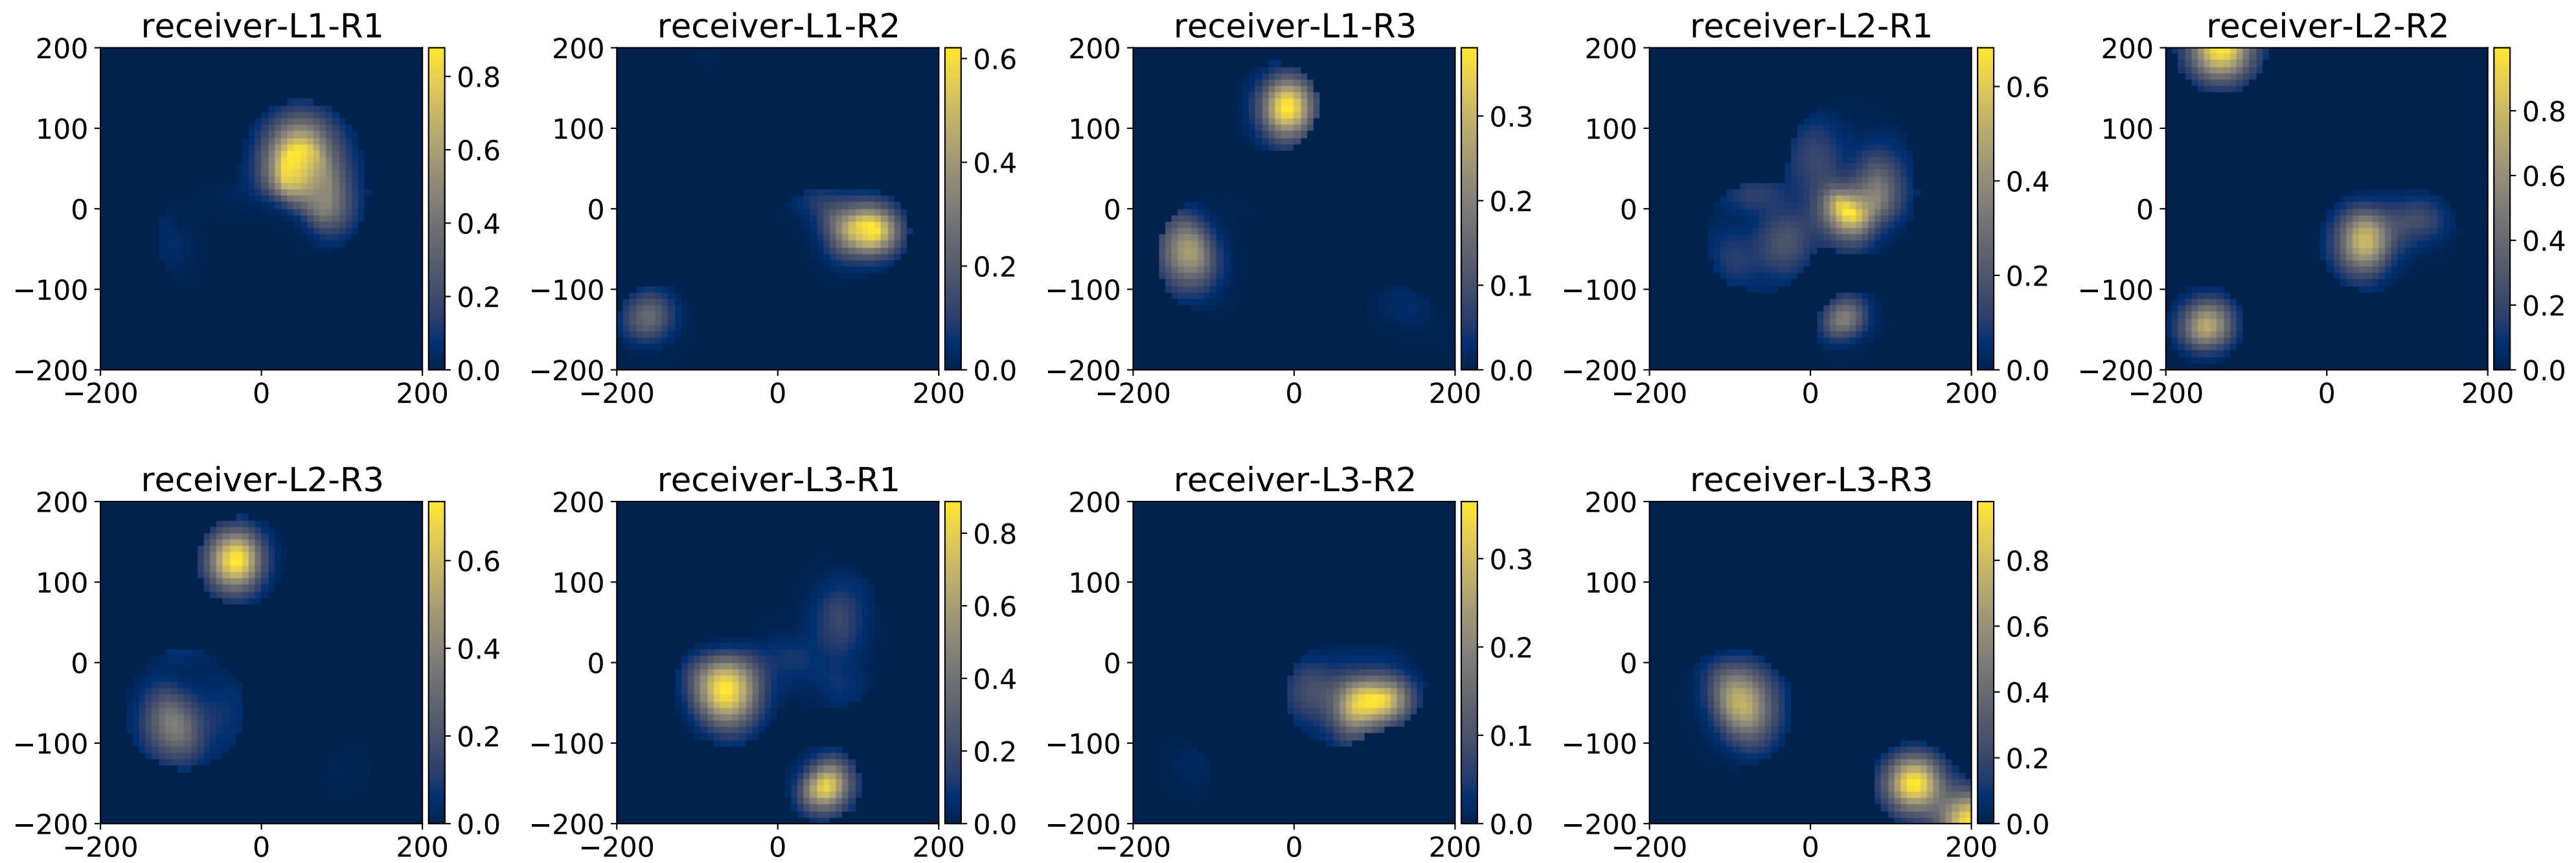 receiver-L1-R1 receiver-L1-R2 receiver-L1-R3 receiver-L2-R1 receiver-L2-R2
200 200 200 200 200
0.8 0.6 0.3 0.6 0.8
100 100 100 100 100
0.6 0.4 0.2 0.4 0.6
0 0 0 0 0
0.4 0.2 0.1 0.2 0.4
−100 −100 −100 −100 −100
0.2 0.2
−200 0.0 −200 0.0 −200 0.0 −200 0.0 −200 0.0
−200 0 200 −200 0 200 −200 0 200 −200 0 200 −200 0 200
receiver-L2-R3 receiver-L3-R1 receiver-L3-R2 receiver-L3-R3
200 200 200 200
0.6 0.8 0.3 0.8
100 100 100 100
0.4 0.6 0.2 0.6
0 0 0 0
0.2 0.4 0.1 0.4
−100 −100 −100 −100
0.2 0.2
−200 0.0 −200 0.0 −200 0.0 −200 0.0
−200 0 200 −200 0 200 −200 0 200 −200 0 200